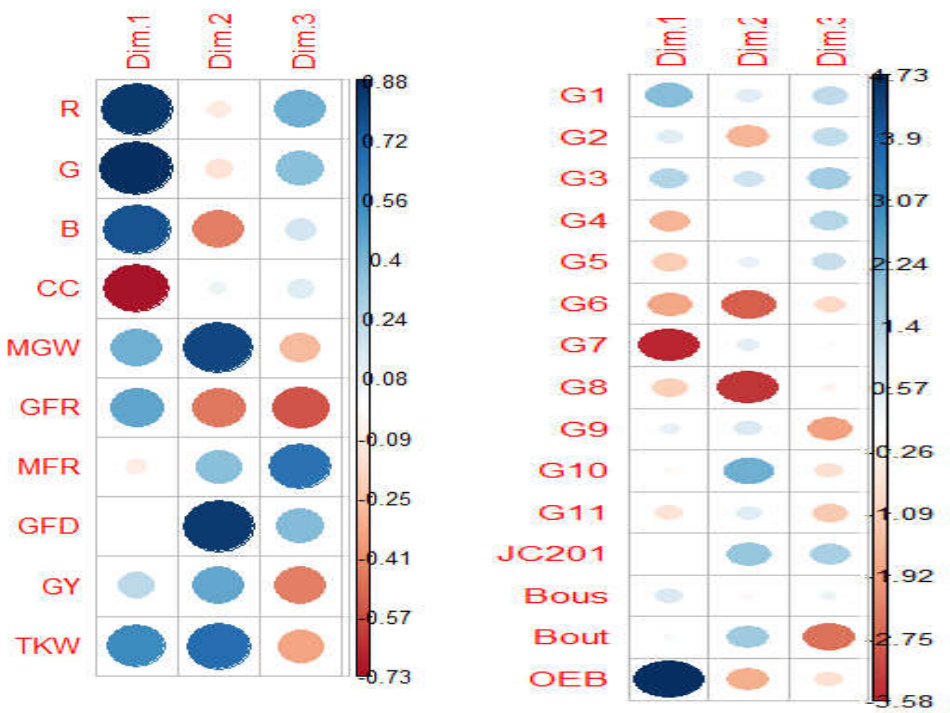 Dim.1 Dim.2 Dim.3
R
G
B
CC
MGW
GFR
MFR
GFD
GY
TKW
0.88
0.72
0.56
0.4
0.24
0.08
-0.09
-0.25
-0.41
-0.57
-0.73
Dim.1 Dim.2 Dim.3
G1
G2
G3
G4
G5
G6
G7
G8
G9
G10
G11
JC201
Bous
Bout
OEB
4.73
3.9
3.07
2.24
1.4
0.57
-0.26
-1.09
-1.92
-2.75
-3.58